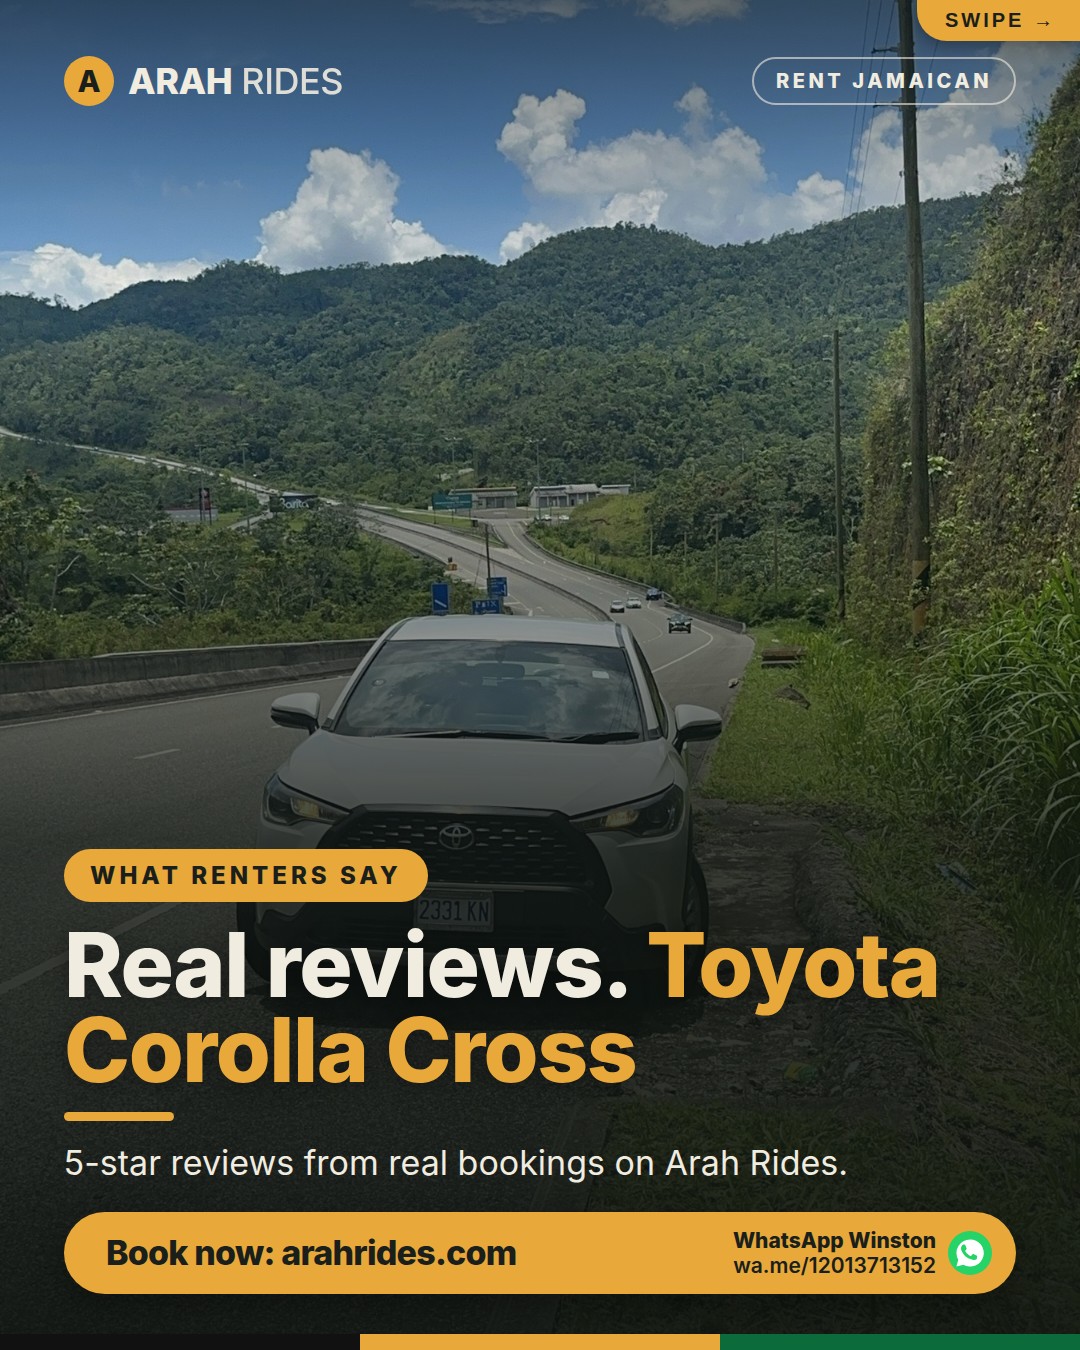 SWIPE →
A ARAH RIDES
RENT JAMAICAN
WHAT RENTERS SAY
2331 KN
Real reviews. Toyota
Corolla Cross
5-star reviews from real bookings on Arah Rides.
Book now: arahrides.com
WhatsApp Winston
wa.me/12013713152